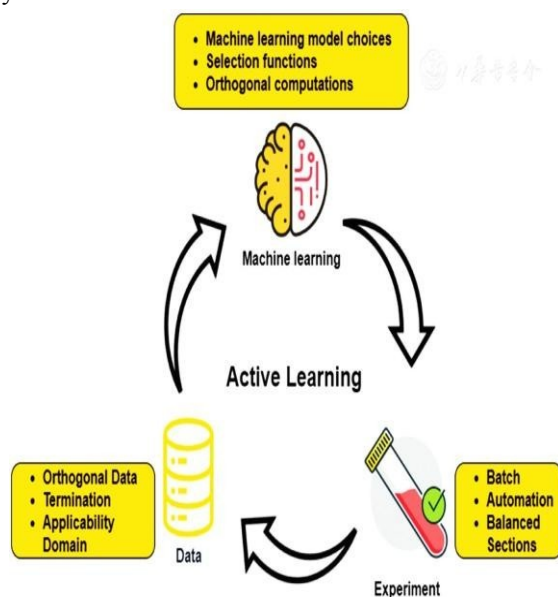 y
• Machine learning model choices
• Selection functions
• Orthogonal computations
Machine learning
Active Learning
• Orthogonal Data
• Termination
• Applicability
Domain
Data
• Batch
• Automation
• Balanced
Sections
Experiment